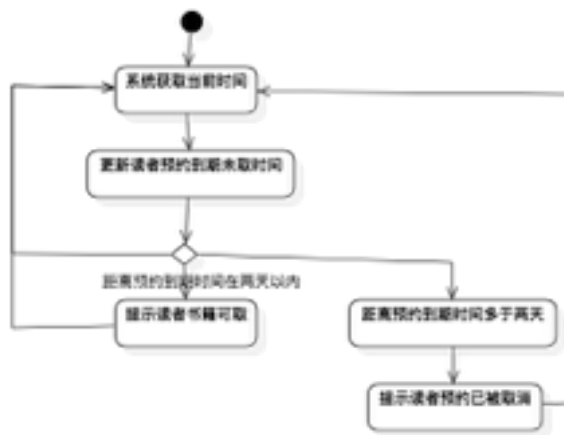 系统获取当前时间
更新读者预约到期未取时间
距离预约到期时间在两天以内
提示读者书籍可取
距离预约到期时间多于两天
提示读者预约已被取消